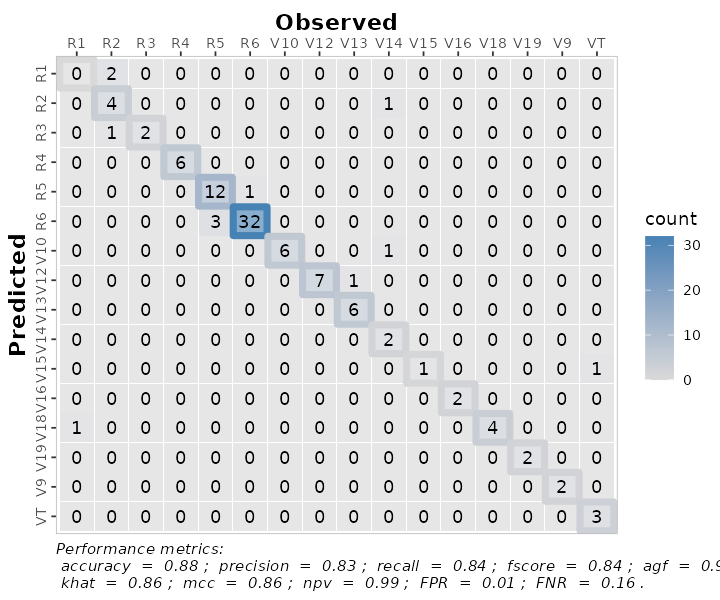 Observed
R1 R2 R3 R4 R5 R6 V10 V12 V13 V14 V15 V16 V18 V19 V9 VT
Predicted
R1 0 2 0 0 0 0 0 0 0 0 0 0 0 0 0 0
R2 0 4 0 0 0 0 0 0 0 1 0 0 0 0 0 0
R3 0 1 2 0 0 0 0 0 0 0 0 0 0 0 0 0
R4 0 0 0 6 0 0 0 0 0 0 0 0 0 0 0 0
R5 0 0 0 0 12 1 0 0 0 0 0 0 0 0 0 0
R6 0 0 0 0 3 32 0 0 0 0 0 0 0 0 0 0
V10 0 0 0 0 0 0 6 0 0 1 0 0 0 0 0 0
V12 0 0 0 0 0 0 0 7 1 0 0 0 0 0 0 0
V13 0 0 0 0 0 0 0 0 6 0 0 0 0 0 0 0
V14 0 0 0 0 0 0 0 0 0 2 0 0 0 0 0 0
V15 0 0 0 0 0 0 0 0 0 0 1 0 0 0 0 1
V16 0 0 0 0 0 0 0 0 0 0 0 2 0 0 0 0
V18 1 0 0 0 0 0 0 0 0 0 0 0 4 0 0 0
V19 0 0 0 0 0 0 0 0 0 0 0 0 0 2 0 0
V9 0 0 0 0 0 0 0 0 0 0 0 0 0 0 2 0
VT 0 0 0 0 0 0 0 0 0 0 0 0 0 0 0 3
count
30
20
10
0
Performance metrics:
accuracy = 0.88 ; precision = 0.83 ; recall = 0.84 ; fscore = 0.84 ; agf =
khat = 0.86 ; mcc = 0.86 ; npv = 0.99 ; FPR = 0.01 ; FNR = 0.16 .